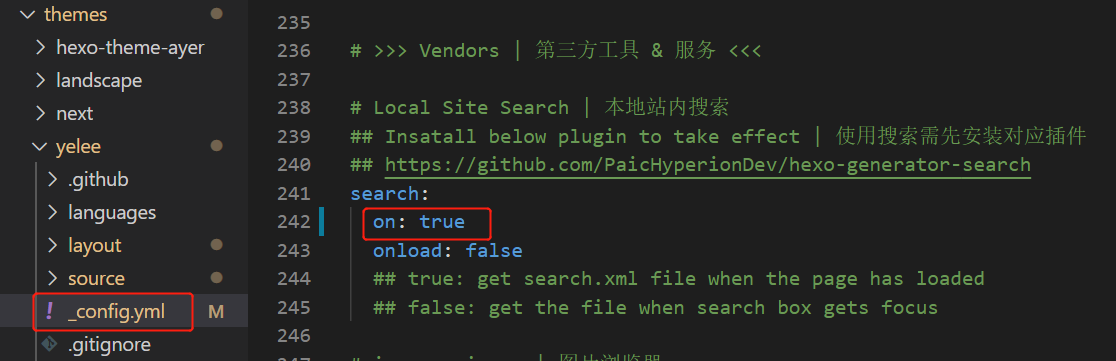 themes
hexo-theme-ayer
landscape
next
yelee
.github
languages
layout
source
! _config.yml M
.gitignore
235
236 # >>> Vendors | 第三方工具 & 服务 <<<
237
238 # Local Site Search | 本地站内搜索
239 ## Insatall below plugin to take effect | 使用搜索需先安装对应插件
240 ## https://github.com/PaicHyperionDev/hexo-generator-search
241 search:
242 on: true
243 onload: false
244 ## true: get search.xml file when the page has loaded
245 ## false: get the file when search box gets focus
246